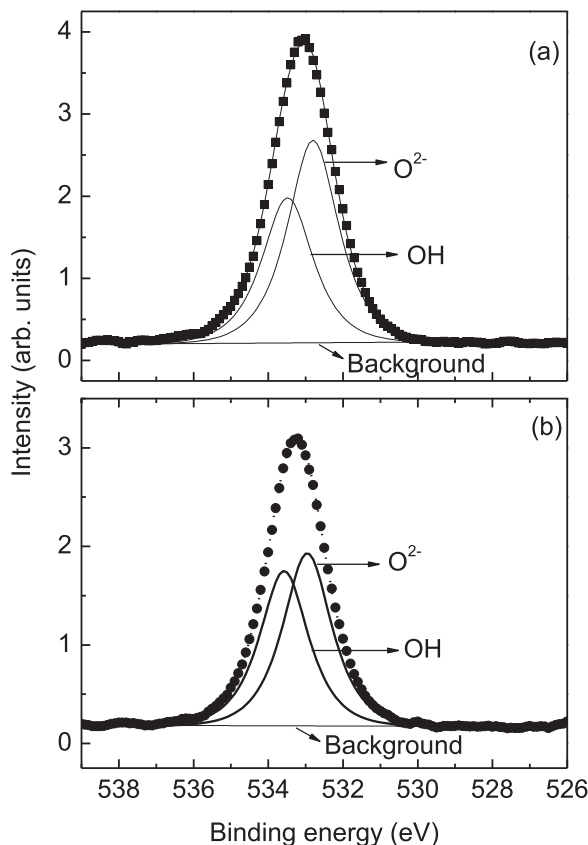 (a)
4
3
2
1
0
O²⁻
OH
Background
(b)
3
2
1
0
O²⁻
OH
Background
538 536 534 532 530 528 526
Intensity (arb. units)
Binding energy (eV)